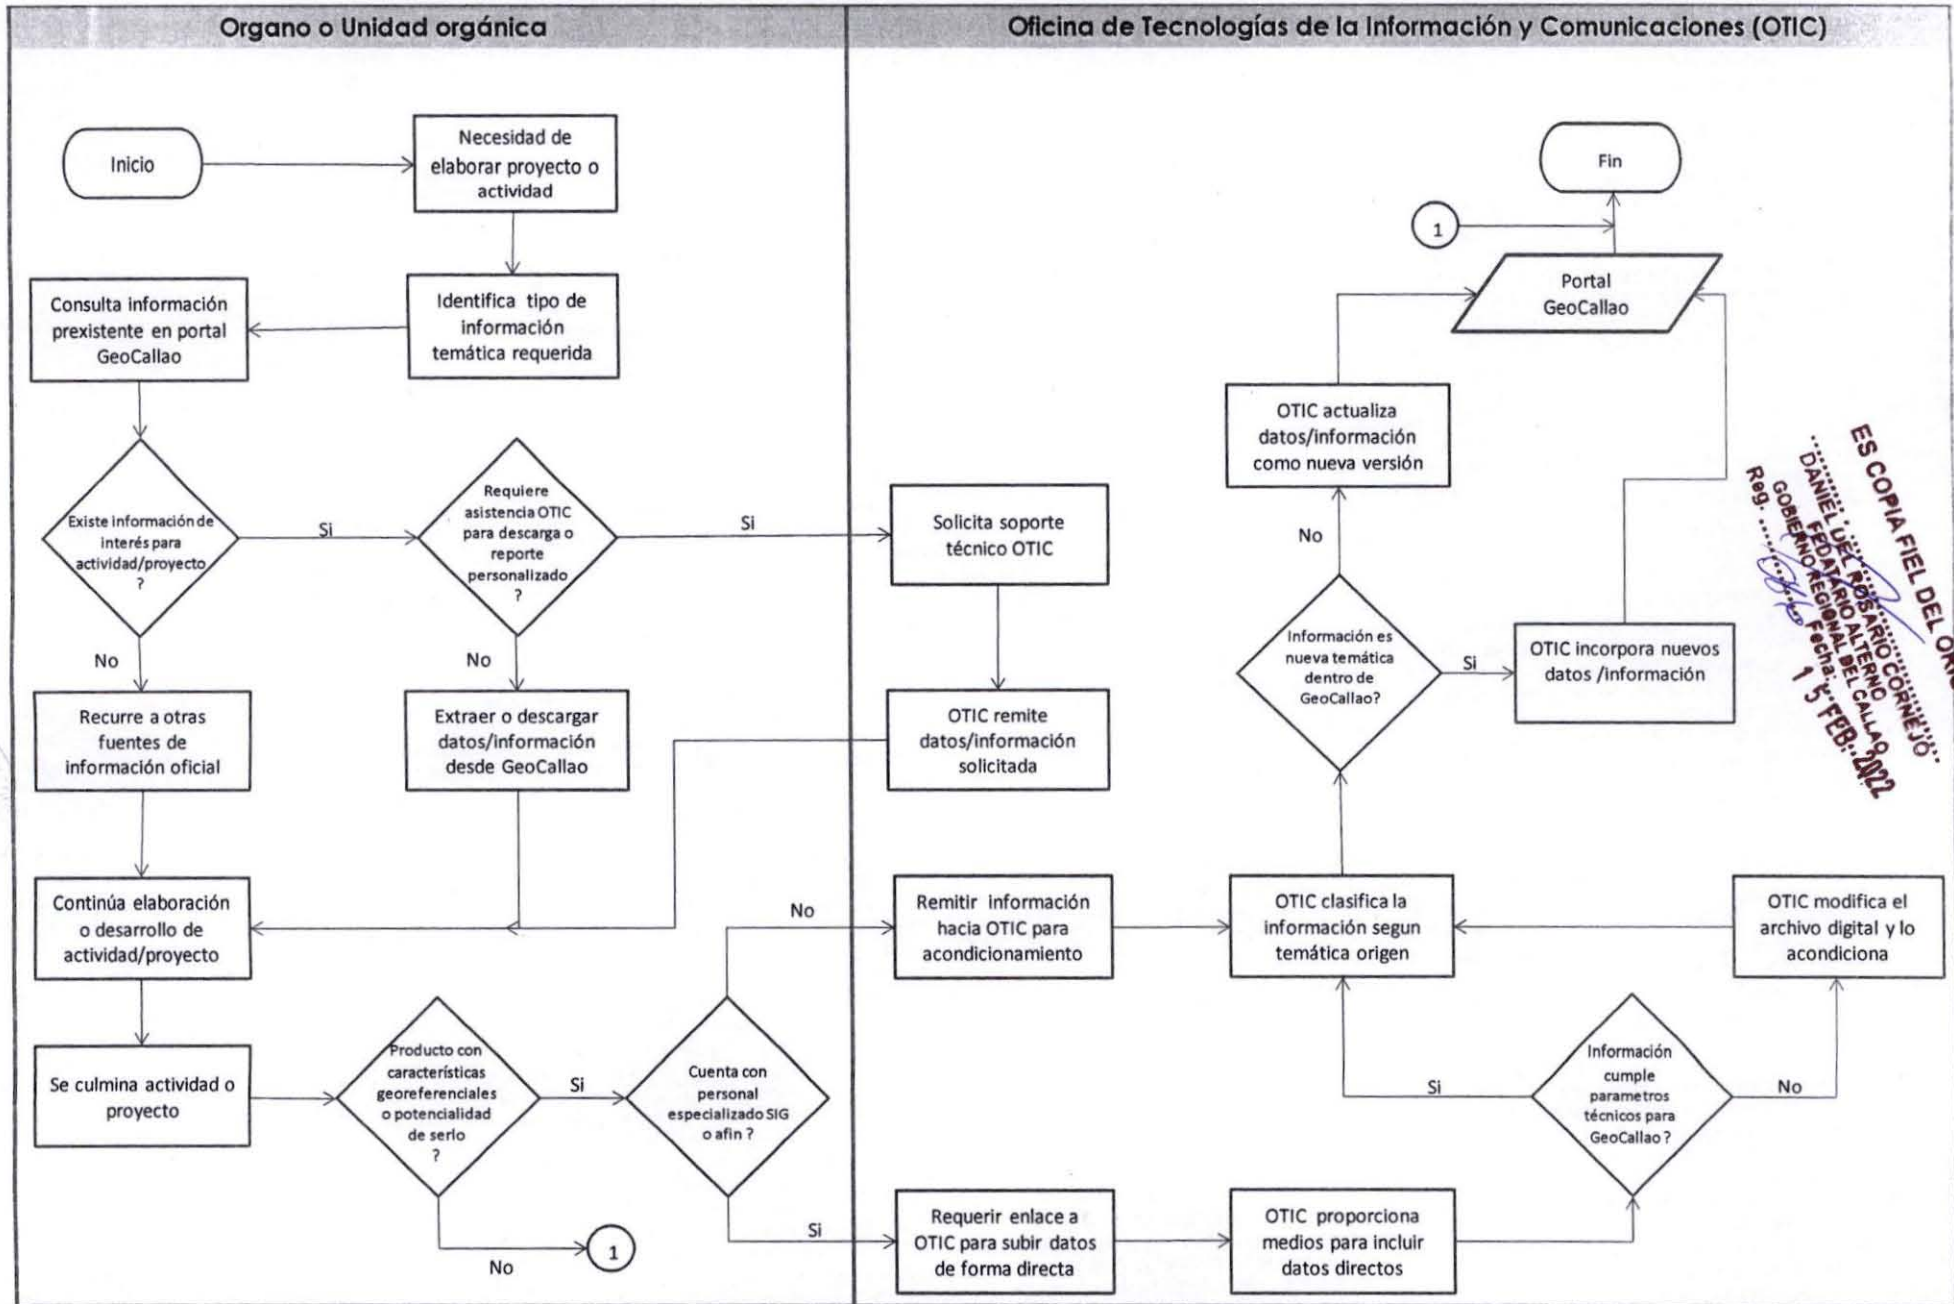 Organo o Unidad orgánica
Oficina de Tecnologías de la Información y Comunicaciones (OTIC)
Inicio
Necesidad de
elaborar proyecto o
actividad
Identifica tipo de
información
temática requerida
Consulta información
prexistente en portal
GeoCallao
Existe información de
interés para
actividad/proyecto
?
Si
No
Requiere
asistencia OTIC
para descarga o
reporte
personalizado
?
Si
No
Recurre a otras
fuentes de
información oficial
Extraer o descargar
datos/información
desde GeoCallao
Continúa elaboración
o desarrollo de
actividad/proyecto
Se culmina actividad o
proyecto
Producto con
características
georeferenciales
o potencialidad
de serlo
?
Si
No
1
Cuenta con
personal
especializado SIG
o afin ?
No
Si
Solicita soporte
técnico OTIC
OTIC remite
datos/información
solicitada
Remitir información
hacia OTIC para
acondicionamiento
Requerir enlace a
OTIC para subir datos
de forma directa
OTIC proporciona
medios para incluir
datos directos
Información
cumple
parametros
técnicos para
GeoCallao ?
Si
No
OTIC modifica el
archivo digital y lo
acondiciona
OTIC clasifica la
información segun
temática origen
Información es
nueva temática
dentro de
GeoCallao?
No
Si
OTIC actualiza
datos/información
como nueva versión
OTIC incorpora nuevos
datos /información
Portal
GeoCallao
1
Fin
ES COPIA FIEL DEL
DANIEL DEL ROSARIO CORNEJO
FEDATARIO ALTERNO
GOBIERNO REGIONAL DEL CALLAO
Reg. Fecha:
15 FEB. 2022